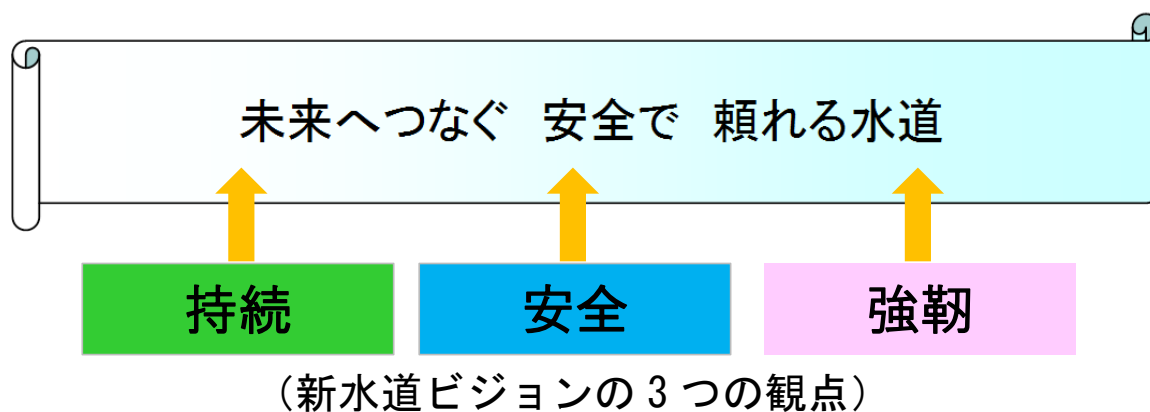 未来へつなぐ 安全で 頼れる水道
持続 安全 強靭
（新水道ビジョンの3つの観点）